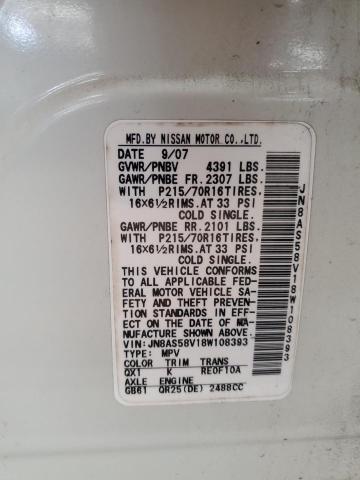 MFD.BY NISSAN MOTOR CO.,LTD.
DATE 9/07
GVWR/PNBV 4391 LBS.
GAWR/PNBE FR.2307 LBS.
WITH P215/70R16TIRES.
16X6½RIMS.AT 33 PSI
COLD SINGLE.
GAWR/PNBE RR.2101 LBS.
WITH P215/70R16TIRES.
16X6½RIMS.AT 33 PSI
COLD SINGLE.
THIS VEHICLE CONFORMS
TO ALL APPLICABLE FED-
ERAL MOTOR VEHICLE SA-
FETY AND THEFT PREVEN-
TION STANDARDS IN EFF-
ECT ON THE DATE OF MA-
NUFACTURE SHOWN ABOVE.
VIN:JN8AS58V18W108393
TYPE: MPV
COLOR TRIM TRANS
QX1 K RE0F10A
AXLE ENGINE
GB61 QR25(DE) 2488CC
JN8AS58V18W108393